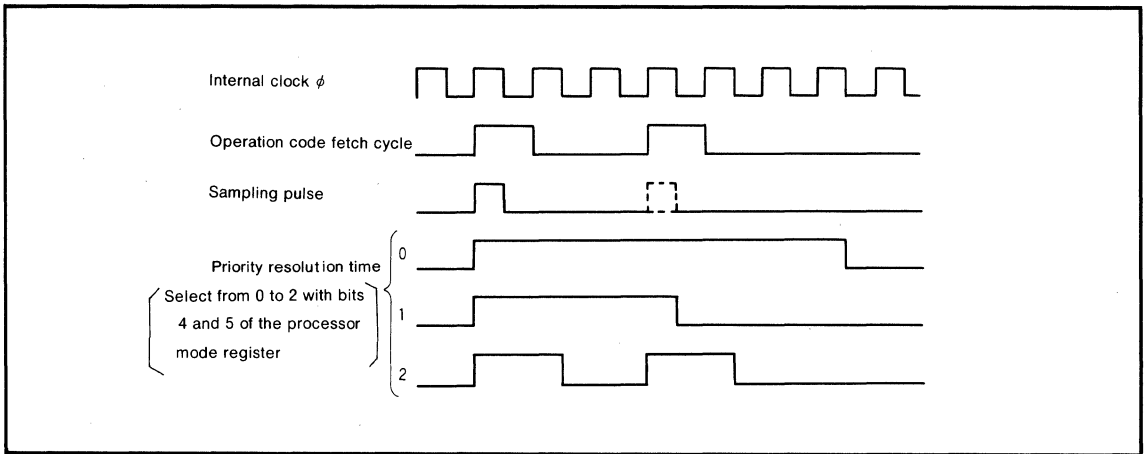 Internal clock ϕ
Operation code fetch cycle
Sampling pulse
Priority resolution time
Select from 0 to 2 with bits
4 and 5 of the processor
mode register
0
1
2